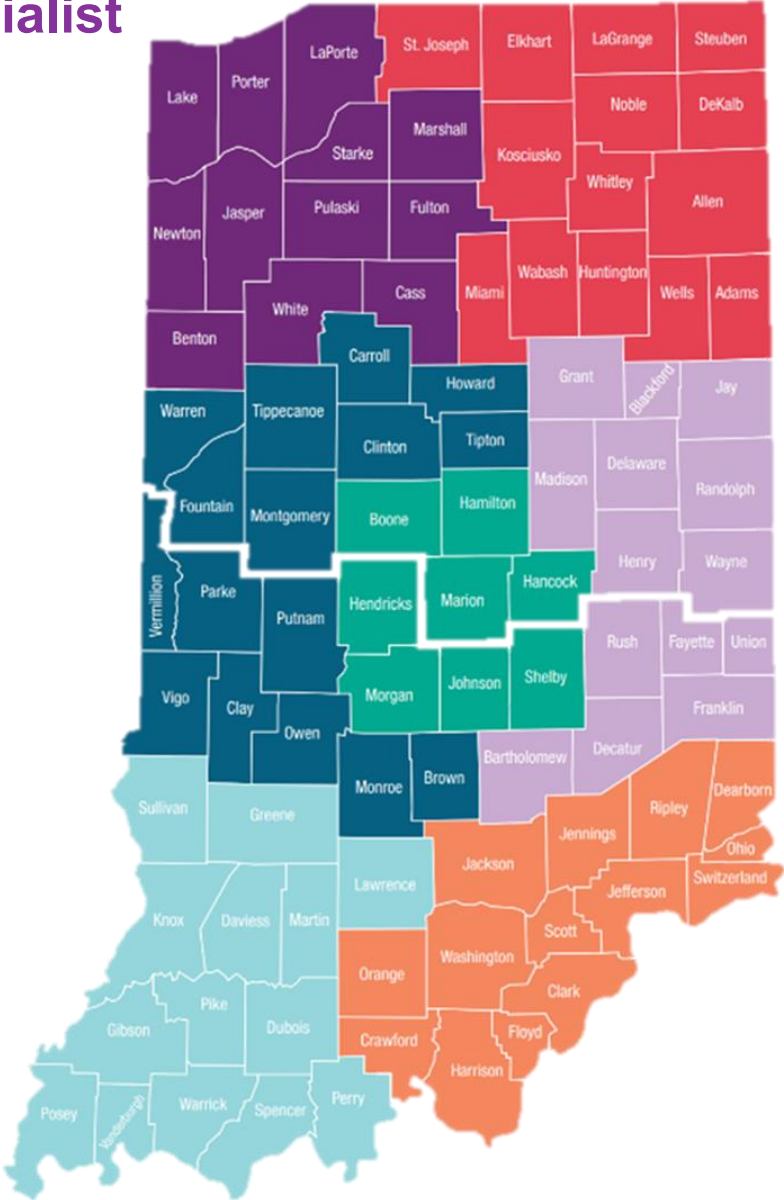 ialist
LaPorte
St. Joseph
Elkhart
LaGrange
Steuben
Lake
Porter
Noble
DeKalb
Marshall
Starke
Kosciusko
Whitley
Allen
Newton
Jasper
Pulaski
Fulton
White
Cass
Miami
Wabash
Huntington
Wells
Adams
Benton
Carroll
Howard
Grant
Blackford
Jay
Warren
Tippecanoe
Clinton
Tipton
Madison
Delaware
Randolph
Fountain
Montgomery
Boone
Hamilton
Henry
Wayne
Vermillion
Parke
Putnam
Hendricks
Marion
Hancock
Rush
Fayette
Union
Vigo
Clay
Owen
Morgan
Johnson
Shelby
Franklin
Monroe
Brown
Bartholomew
Decatur
Sullivan
Greene
Jennings
Ripley
Dearborn
Ohio
Lawrence
Jackson
Jefferson
Switzerland
Knox
Daviess
Martin
Orange
Washington
Scott
Clark
Gibson
Pike
Dubois
Crawford
Floyd
Harrison
Posey
Vanderburgh
Warrick
Spencer
Perry